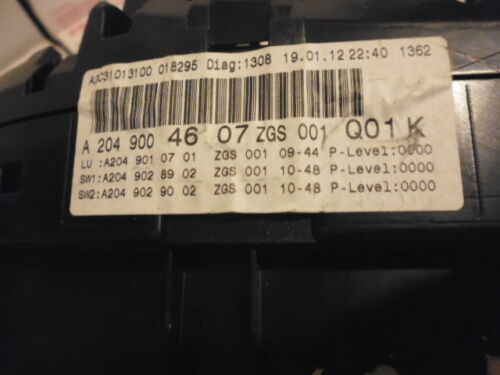 A2C31013100 018295 Diag:1308 19.01.12 22:40 1362
A 204 900 46 07 ZGS 001 Q01 K
LU :A204 901 07 01 ZGS 001 09-44 P-Level:0000
SW1:A204 902 89 02 ZGS 001 10-48 P-Level:0000
SW2:A204 902 90 02 ZGS 001 10-48 P-Level:0000